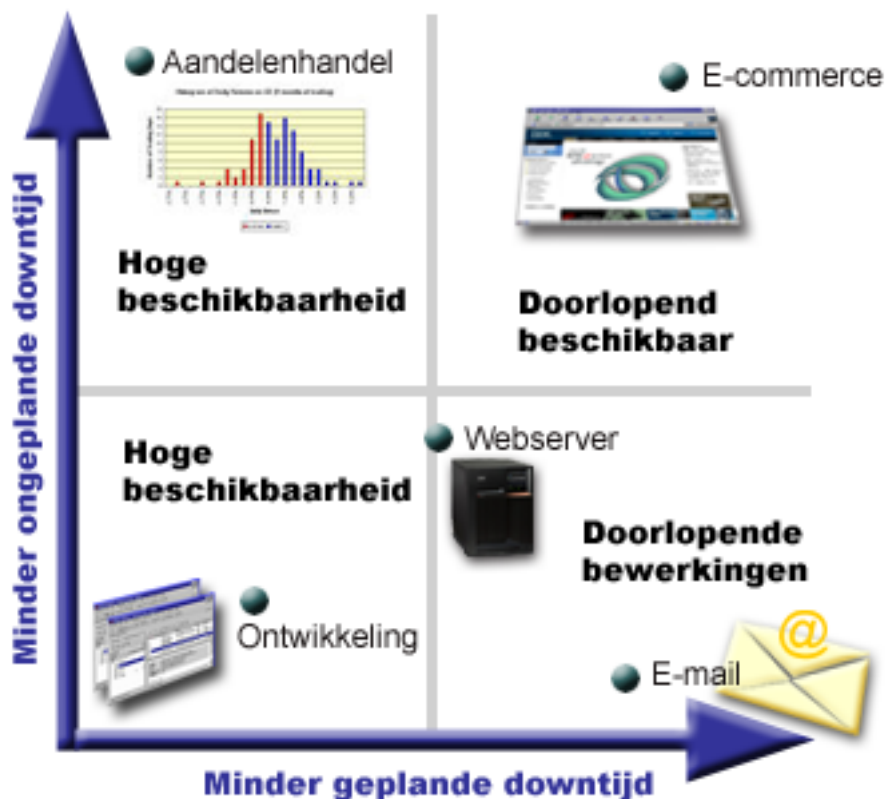 Aandelenhandel
E-commerce
Hoge
beschikbaarheid
Doorlopend
beschikbaar
Hoge
beschikbaarheid
Webserver
Doorlopende
bewerkingen
Ontwikkeling
@
E-mail
Minder ongeplande downtijd
Minder geplande downtijd